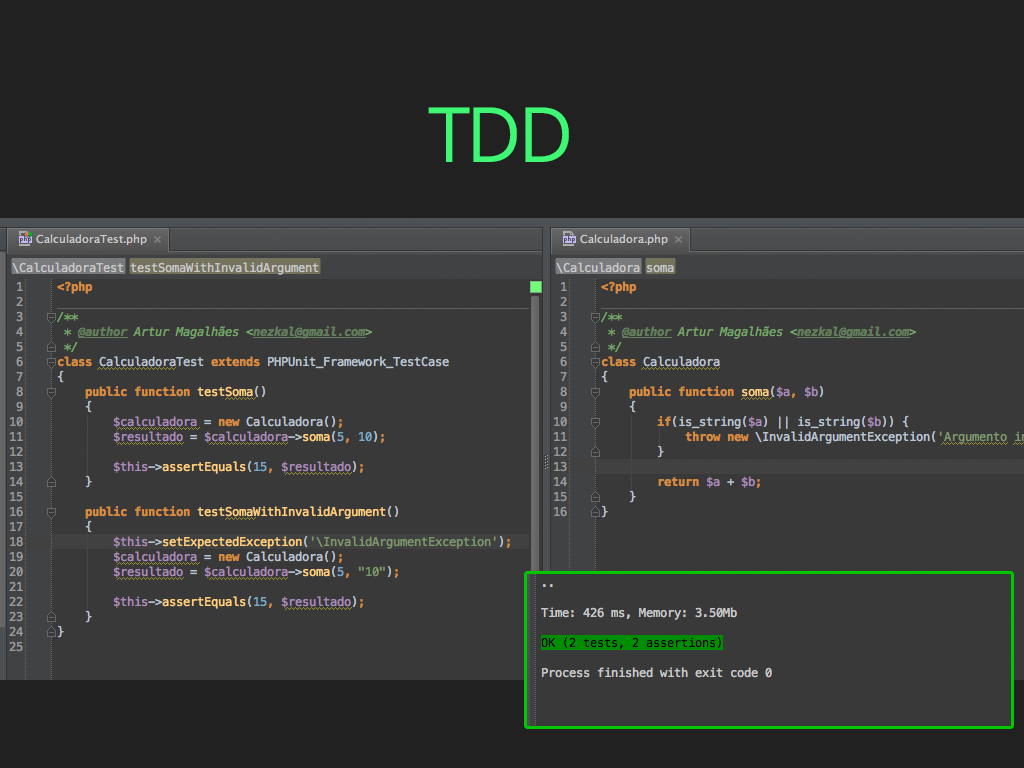 TDD
CalculadoraTest.php ×
\CalculadoraTest testSomaWithInvalidArgument
1 <?php
2
3 /**
4 * @author Artur Magalhães <nezkal@gmail.com>
5 */
6 class CalculadoraTest extends PHPUnit_Framework_TestCase
7 {
8 public function testSoma()
9 {
10 $calculadora = new Calculadora();
11 $resultado = $calculadora->soma(5, 10);
12
13 $this->assertEquals(15, $resultado);
14 }
15
16 public function testSomaWithInvalidArgument()
17 {
18 $this->setExpectedException('\InvalidArgumentException');
19 $calculadora = new Calculadora();
20 $resultado = $calculadora->soma(5, "10");
21
22 $this->assertEquals(15, $resultado);
23 }
24 }
25
Calculadora.php ×
\Calculadora soma
1 <?php
2
3 /**
4 * @author Artur Magalhães <nezkal@gmail.com>
5 */
6 class Calculadora
7 {
8 public function soma($a, $b)
9 {
10 if(is_string($a) || is_string($b)) {
11 throw new \InvalidArgumentException('Argumento in
12 }
13
14 return $a + $b;
15 }
16 }
..
Time: 426 ms, Memory: 3.50Mb
OK (2 tests, 2 assertions)
Process finished with exit code 0